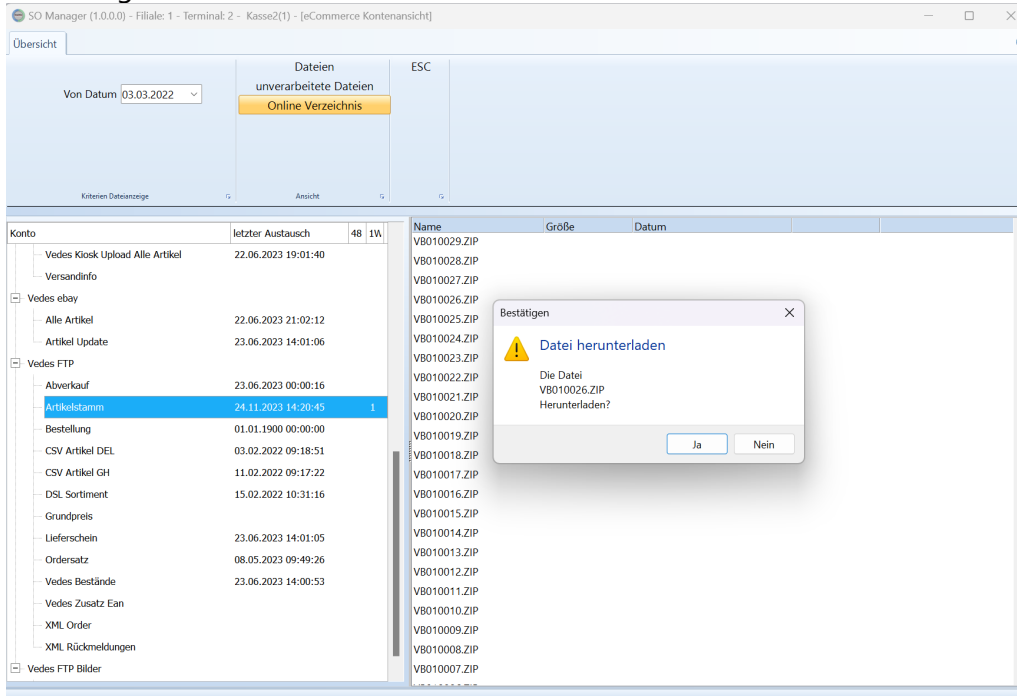 SO Manager (1.0.0.0) - Filiale: 1 - Terminal: 2 - Kasse2(1) - [eCommerce Kontenansicht]
Übersicht
Von Datum 03.03.2022
Kriterien Dateianzeige
Dateien
unverarbeitete Dateien
Online Verzeichnis
Ansicht
ESC
Konto letzter Austausch 48 1W
Vedes Kiosk Upload Alle Artikel 22.06.2023 19:01:40
Versandinfo
Vedes ebay
Alle Artikel 22.06.2023 21:02:12
Artikel Update 23.06.2023 14:01:06
Vedes FTP
Abverkauf 23.06.2023 00:00:16
Artikelstamm 24.11.2023 14:20:45 1
Bestellung 01.01.1900 00:00:00
CSV Artikel DEL 03.02.2022 09:18:51
CSV Artikel GH 11.02.2022 09:17:22
DSL Sortiment 15.02.2022 10:31:16
Grundpreis
Lieferschein 23.06.2023 14:01:05
Ordersatz 08.05.2023 09:49:26
Vedes Bestände 23.06.2023 14:00:53
Vedes Zusatz Ean
XML Order
XML Rückmeldungen
Vedes FTP Bilder
Name Größe Datum
VB010029.ZIP
VB010028.ZIP
VB010027.ZIP
VB010026.ZIP
VB010025.ZIP
VB010024.ZIP
VB010023.ZIP
VB010022.ZIP
VB010021.ZIP
VB010020.ZIP
VB010019.ZIP
VB010018.ZIP
VB010017.ZIP
VB010016.ZIP
VB010015.ZIP
VB010014.ZIP
VB010013.ZIP
VB010012.ZIP
VB010011.ZIP
VB010010.ZIP
VB010009.ZIP
VB010008.ZIP
VB010007.ZIP
Bestätigen
Datei herunterladen
Die Datei
VB010026.ZIP
Herunterladen?
Ja Nein